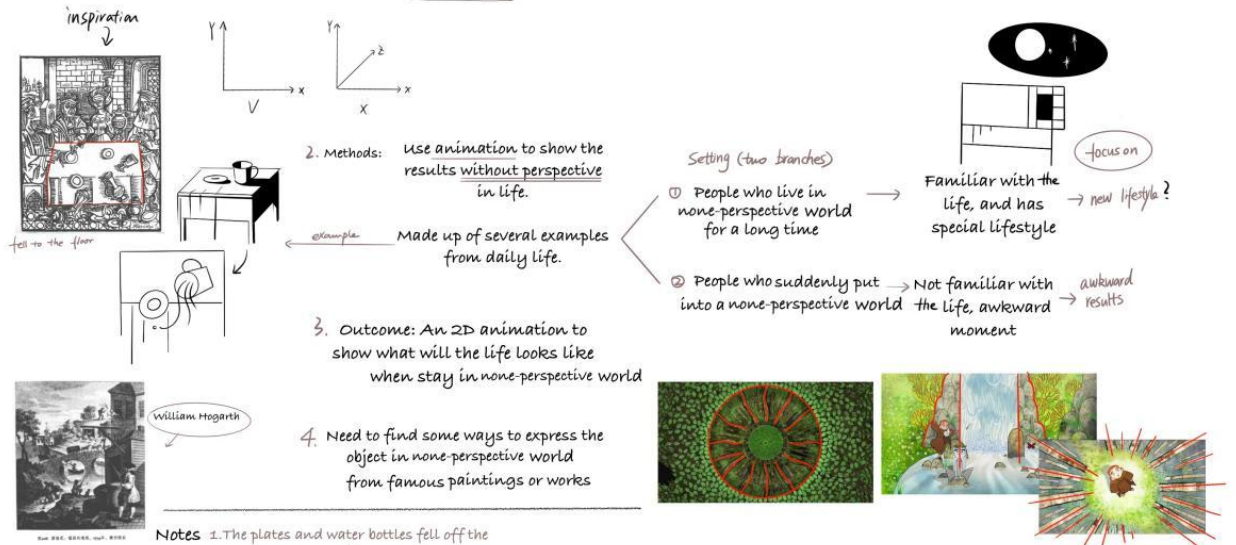 inspiration
Y
x
V
Y
z
x
X
fell to the floor
2. Methods: Use animation to show the
results without perspective
in life.
example
Made up of several examples
from daily life.
3. Outcome: An 2D animation to
show what will the life looks like
when stay in none-perspective world
William Hogarth
4. Need to find some ways to express the
object in none-perspective world
from famous paintings or works
Notes 1.The plates and water bottles fell off the
Setting (two branches)
① People who live in
none-perspective world
for a long time
Familiar with the
life, and has
special lifestyle
focus on
new lifestyle?
② People who suddenly put
into a none-perspective world
Not familiar with
the life, awkward
moment
awkward
results